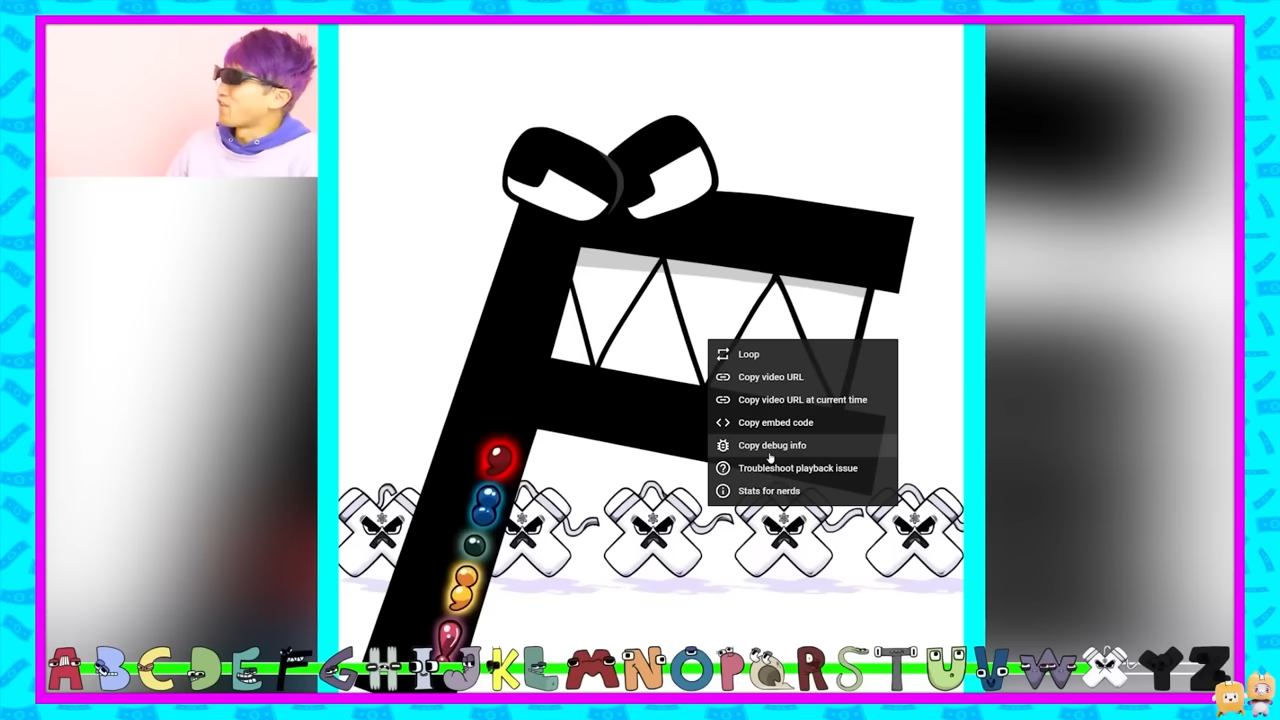 Loop
Copy video URL
Copy video URL at current time
Copy embed code
Copy debug info
Troubleshoot playback issue
Stats for nerds
A B C D E F G H I J K L M N O P Q R S T U V W X Y Z